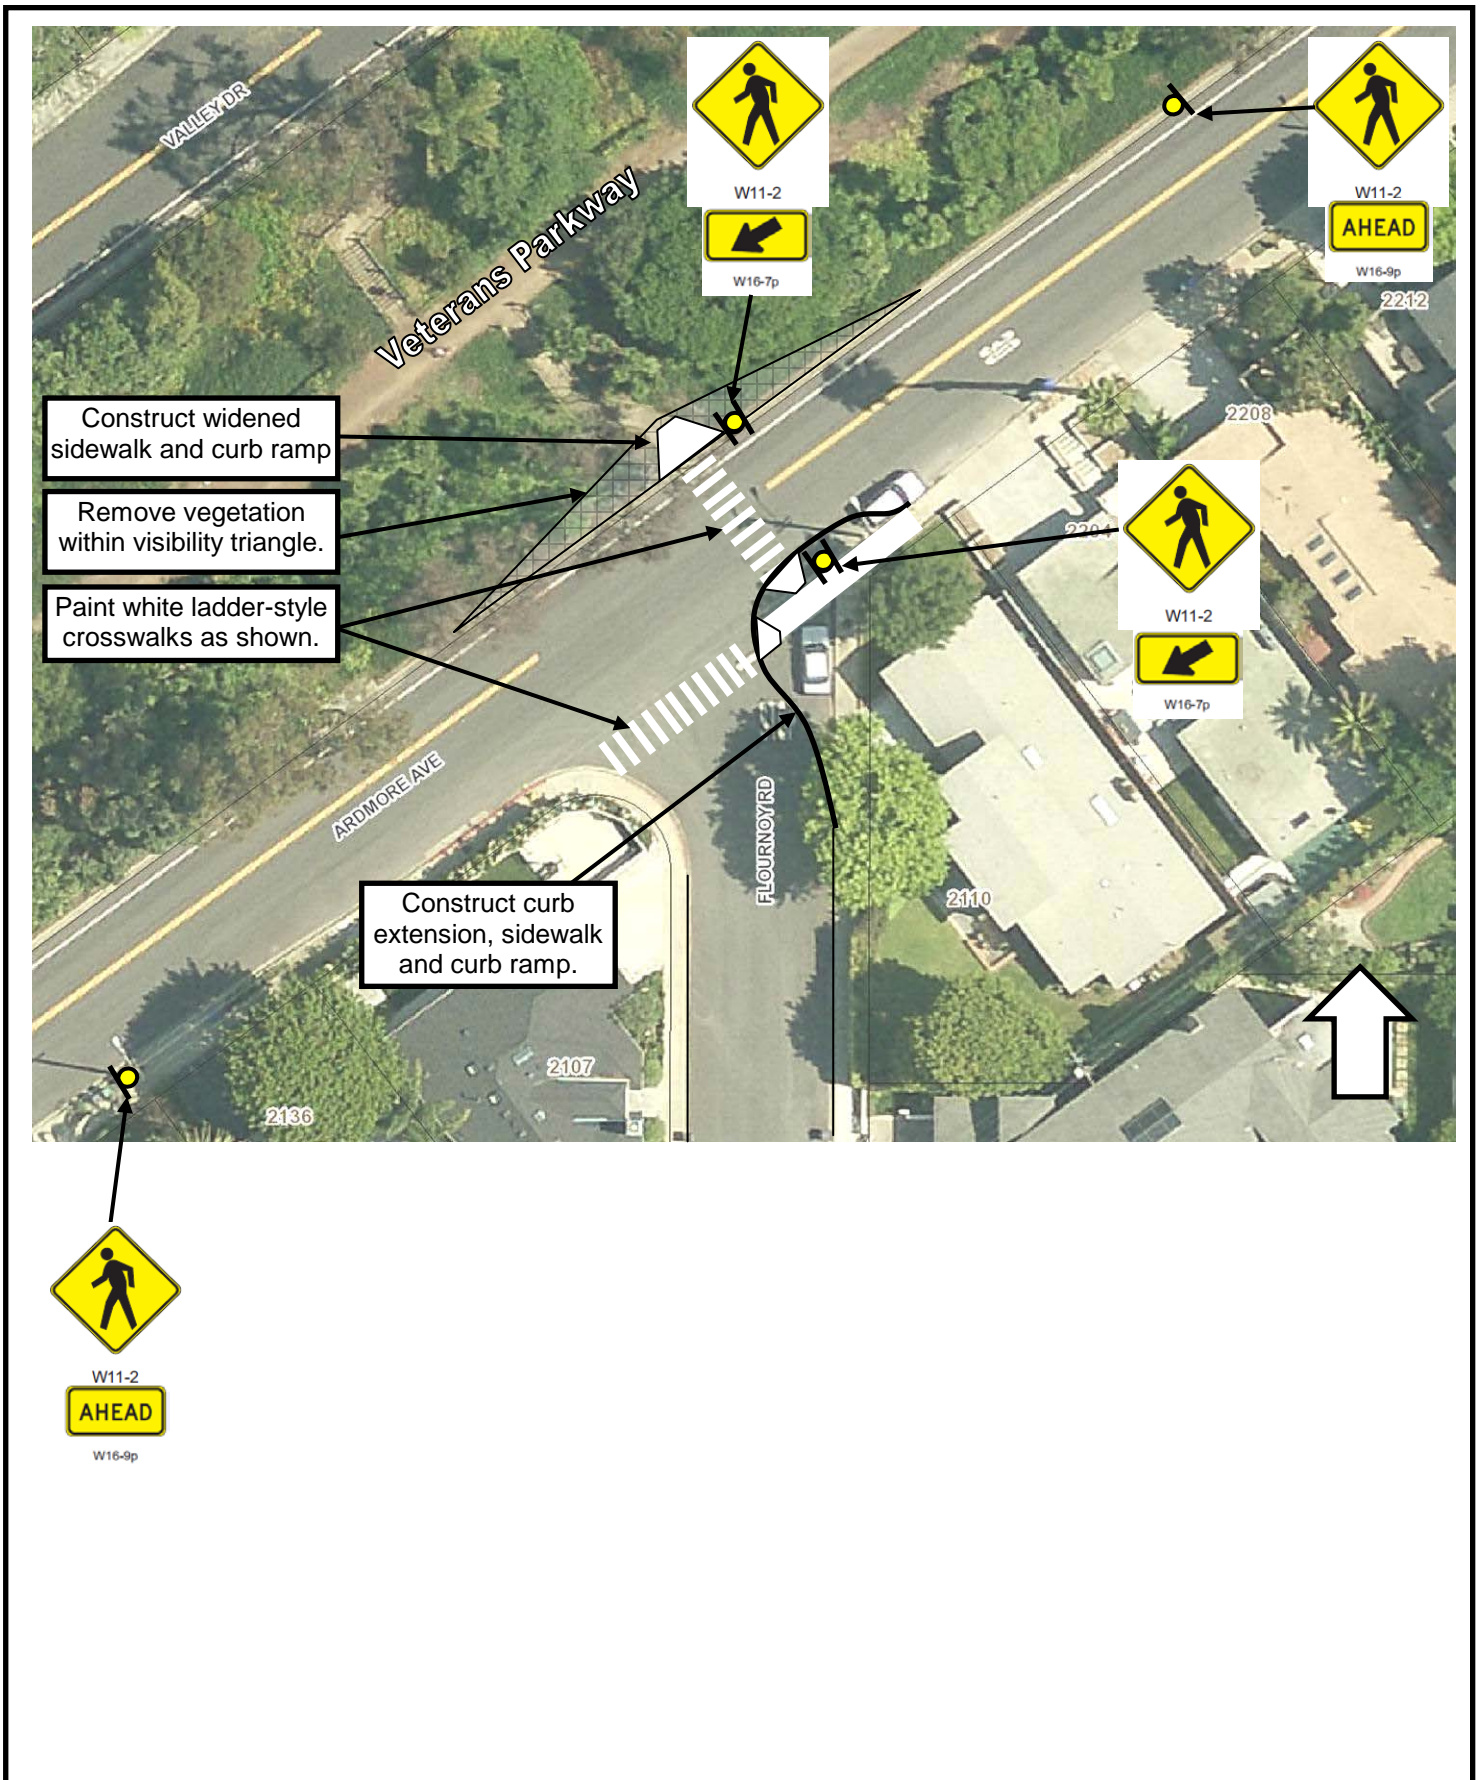 VALLEY DR
Veterans Parkway
W11-2
W16-7p
W11-2
AHEAD
W16-9p
2212
2208
Construct widened
sidewalk and curb ramp
Remove vegetation
within visibility triangle.
Paint white ladder-style
crosswalks as shown.
W11-2
W16-7p
ARDMORE AVE
FLOURNOY RD
Construct curb
extension, sidewalk
and curb ramp.
2110
2107
2136
W11-2
AHEAD
W16-9p